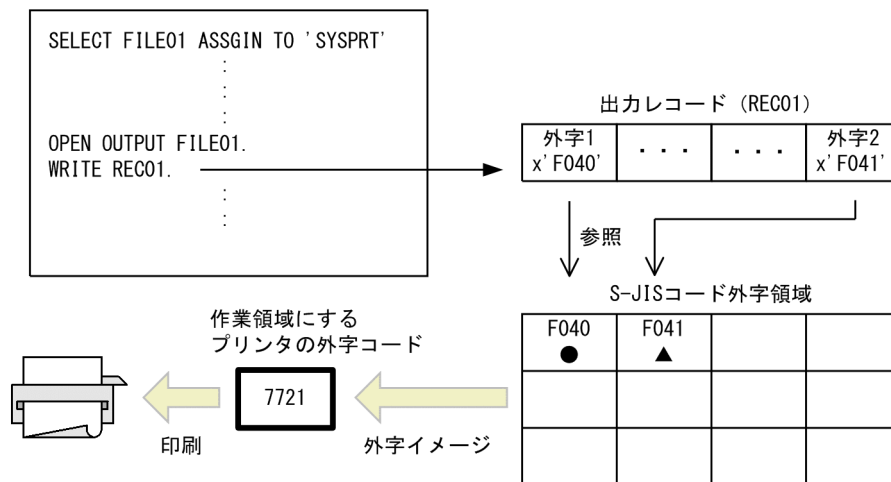 SELECT FILE01 ASSGIN TO 'SYSPRT'
:
:
:
OPEN OUTPUT FILE01.
WRITE REC01.
:
:
出力レコード（REC01）
外字1
x'F040'
・・・
・・・
外字2
x'F041'
参照
S-JISコード外字領域
F040
●
F041
▲
作業領域にする
プリンタの外字コード
7721
印刷
外字イメージ